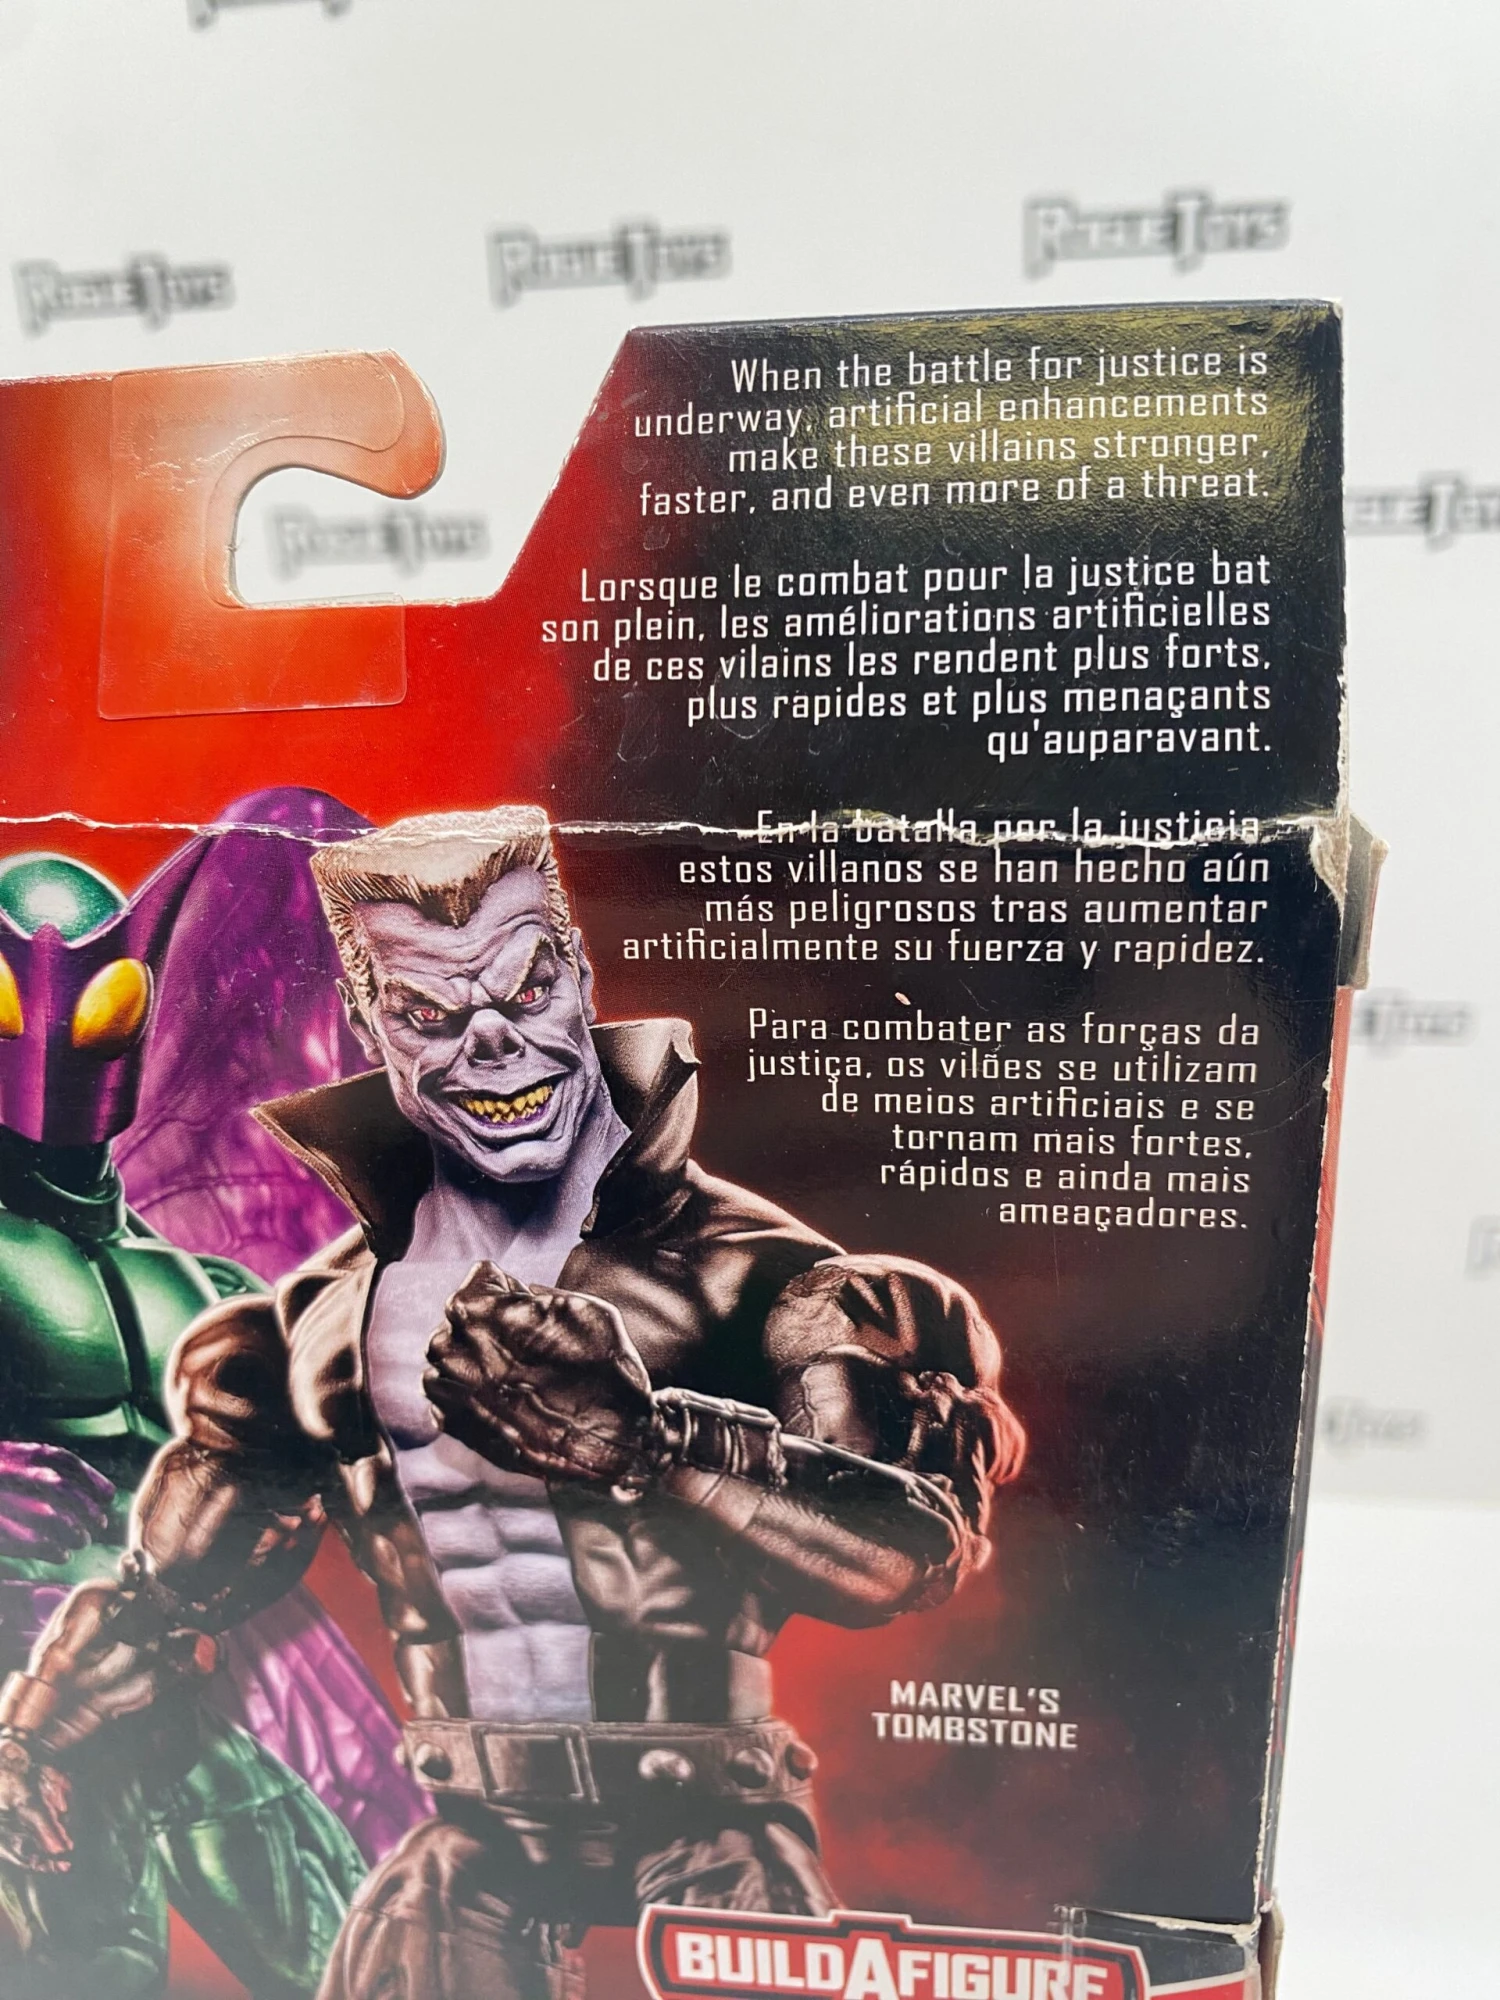 RogueToys
RogueToys
RogueToys
When the battle for justice is
underway, artificial enhancements
make these villains stronger,
faster, and even more of a threat.
Lorsque le combat pour la justice bat
son plein, les améliorations artificielles
de ces vilains les rendent plus forts,
plus rapides et plus menaçants
qu'auparavant.
En la batalla por la justicia
estos villanos se han hecho aún
más peligrosos tras aumentar
artificialmente su fuerza y rapidez.
Para combater as forças da
justiça, os vilões se utilizam
de meios artificiais e se
tornam mais fortes,
rápidos e ainda mais
ameaçadores.
MARVEL'S
TOMBSTONE
BUILDAFIGURE